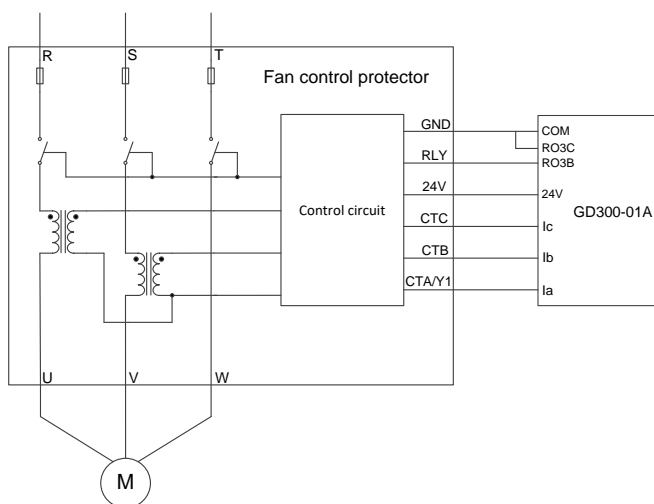 R S T
Fan control protector
Control circuit
GND
RLY
24V
CTC
CTB
CTA/Y1
COM
RO3C
RO3B
24V
Ic
Ib
Ia
GD300-01A
U V W
M